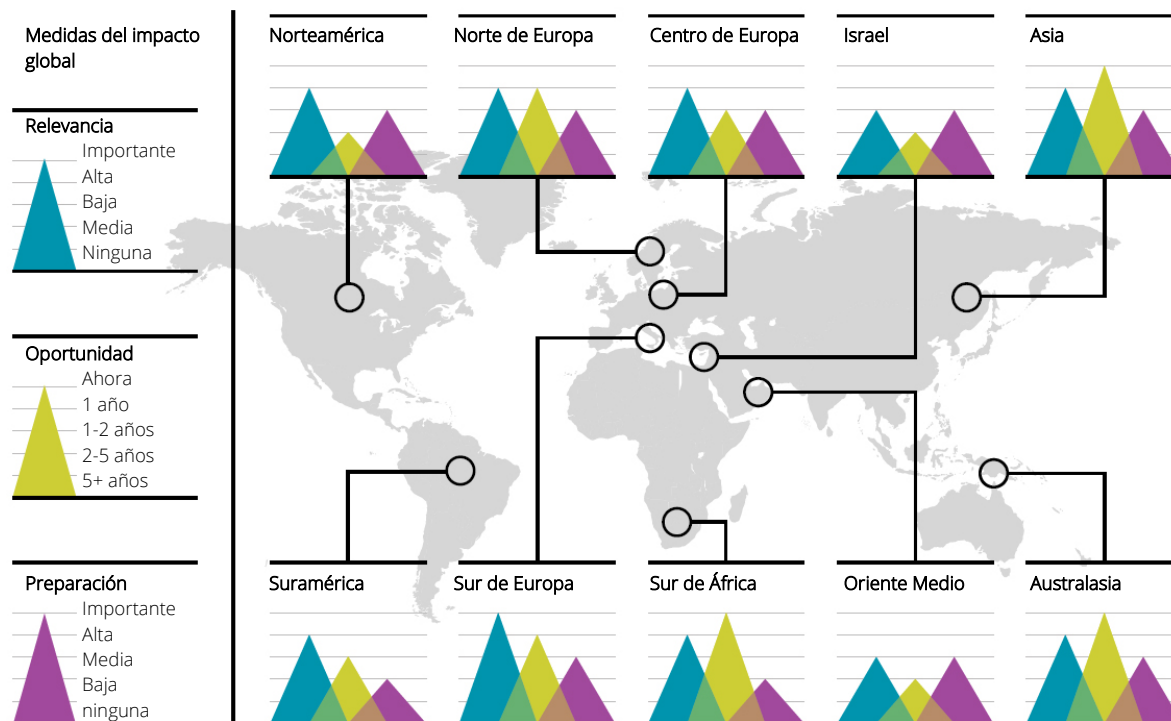 Medidas del impacto
global
Relevancia
Importante
Alta
Baja
Media
Ninguna
Oportunidad
Ahora
1 año
1-2 años
2-5 años
5+ años
Preparación
Importante
Alta
Media
Baja
ninguna
Norteamérica
Norte de Europa
Centro de Europa
Israel
Asia
Suramérica
Sur de Europa
Sur de África
Oriente Medio
Australasia